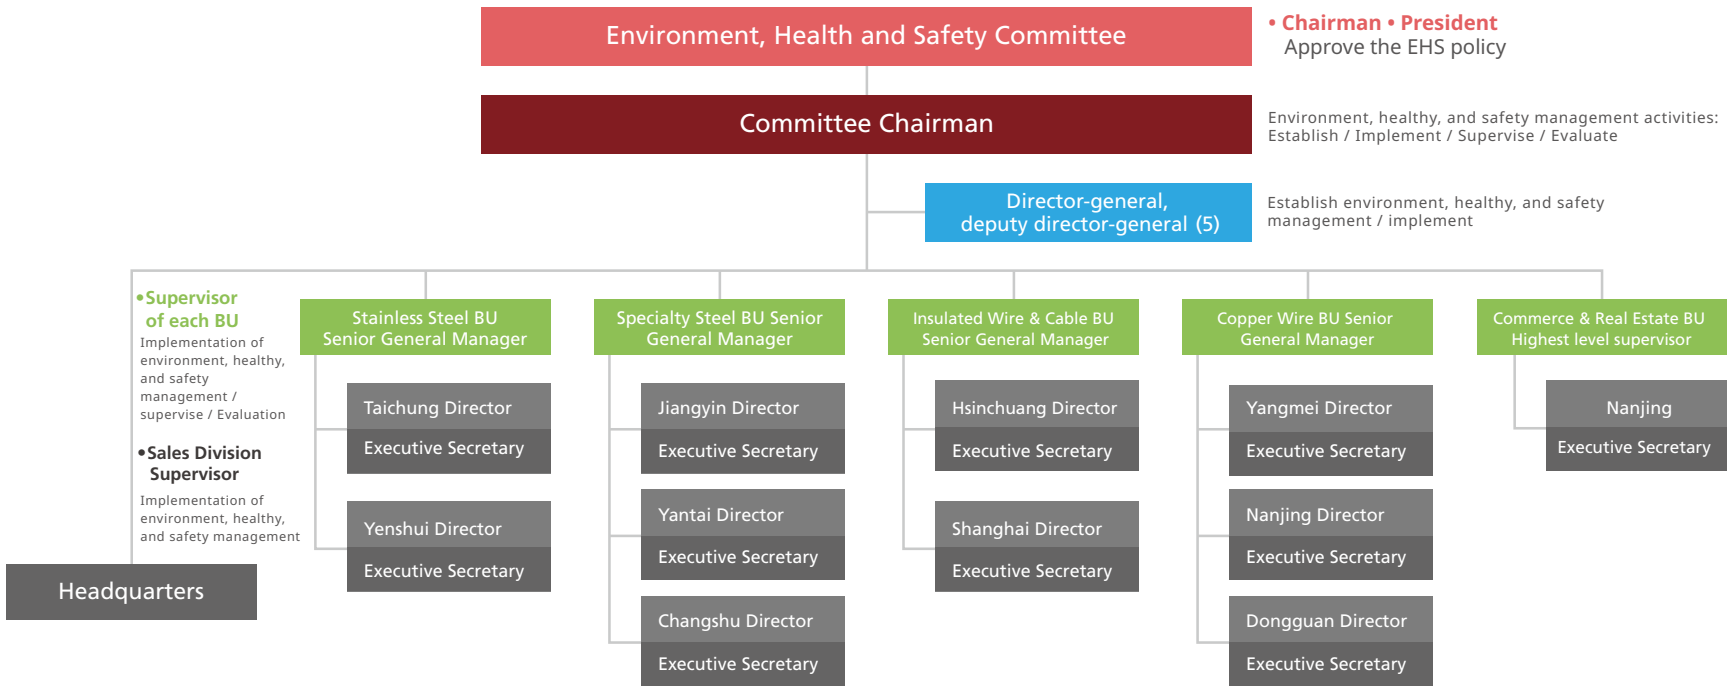 Environment, Health and Safety Committee
• Chairman • President
Approve the EHS policy
Committee Chairman
Environment, healthy, and safety management activities:
Establish / Implement / Supervise / Evaluate
Director-general,
deputy director-general (5)
Establish environment, healthy, and safety
management / implement
•Supervisor
of each BU
Implementation of
environment, healthy,
and safety
management /
supervise / Evaluation
•Sales Division
Supervisor
Implementation of
environment, healthy,
and safety management
Headquarters
Stainless Steel BU
Senior General Manager
Taichung Director
Executive Secretary
Yenshui Director
Executive Secretary
Specialty Steel BU Senior
General Manager
Jiangyin Director
Executive Secretary
Yantai Director
Executive Secretary
Changshu Director
Executive Secretary
Insulated Wire & Cable BU
Senior General Manager
Hsinchuang Director
Executive Secretary
Shanghai Director
Executive Secretary
Copper Wire BU Senior
General Manager
Yangmei Director
Executive Secretary
Nanjing Director
Executive Secretary
Dongguan Director
Executive Secretary
Commerce & Real Estate BU
Highest level supervisor
Nanjing
Executive Secretary